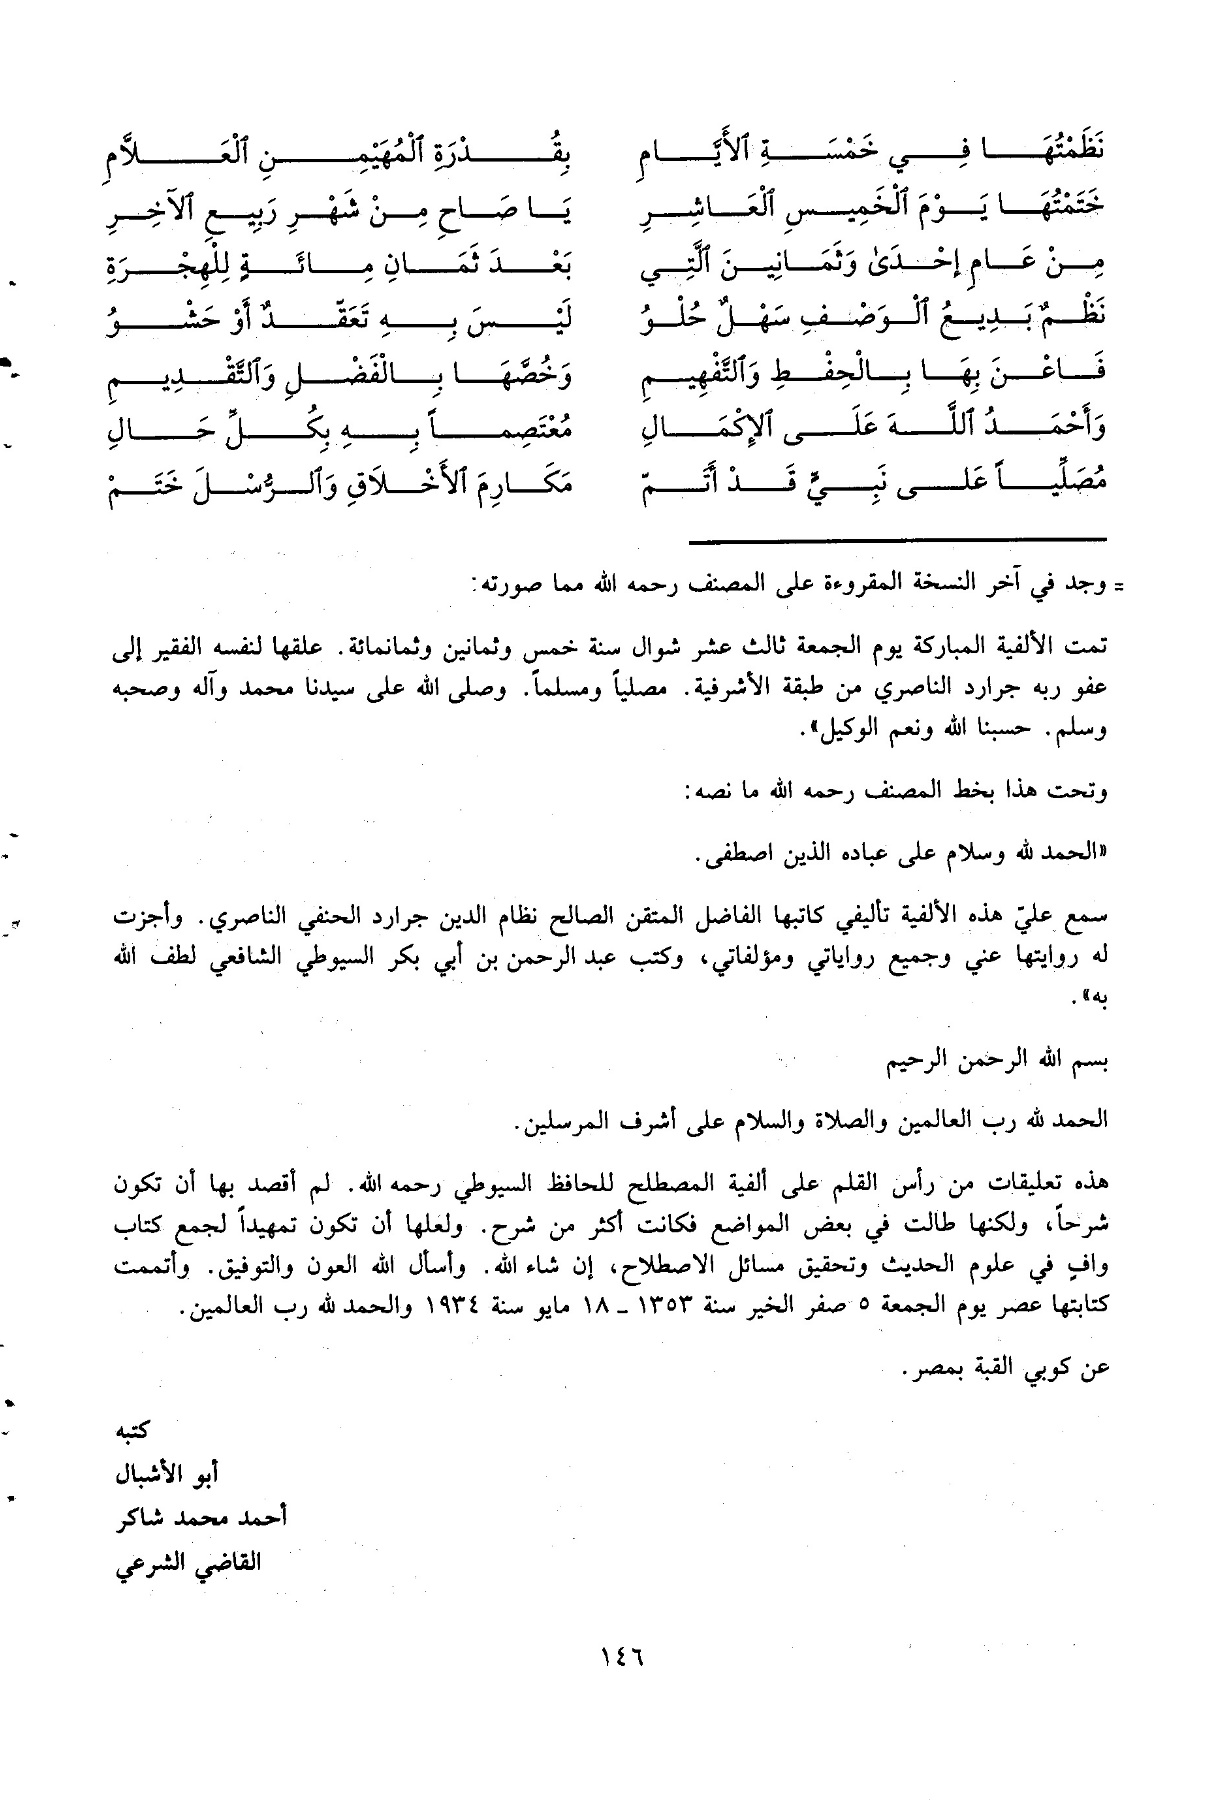 نَظَمْتُهَا فِي خَمْسَةِ ٱلأَيَّامِ بِقُدْرَةِ ٱلْمُهَيْمِنِ ٱلْعَلاَّمِ
خَتَمْتُهَا يَوْمَ ٱلْخَمِيسِ ٱلْعَاشِرِ يَا صَاحِ مِنْ شَهْرِ رَبِيعِ ٱلآخِرِ
مِنْ عَامِ إِحْدَىٰ وَثَمَانِينَ ٱلَّتِي بَعْدَ ثَمَانِ مِائَةٍ لِلْهِجْرَةِ
نَظْمٌ بَدِيعُ ٱلْوَصْفِ سَهْلٌ حُلْوُ لَيْسَ بِهِ تَعَقُّدٌ أَوْ حَشْوُ
فَاعْنَ بِهَا بِالْحِفْظِ وَٱلتَّفْهِيمِ وَخُصَّهَا بِالْفَضْلِ وَٱلتَّقْدِيمِ
وَأَحْمَدُ اللَّهَ عَلَى ٱلإِكْمَالِ مُعْتَصِماً بِهِ بِكُلِّ حَالِ
مُصَلِّياً عَلَى نَبِيٍّ قَدْ أَتَمّ مَكَارِمَ ٱلأَخْلاَقِ وَٱلرُّسْلَ خَتَمْ
= وجد في آخر النسخة المقروءة على المصنف رحمه الله مما صورته:
تمت الألفية المباركة يوم الجمعة ثالث عشر شوال سنة خمس وثمانين وثمانمائة. علقها لنفسه الفقير إلى
عفو ربه جرارد الناصري من طبقة الأشرفية. مصلياً ومسلماً. وصلى الله على سيدنا محمد وآله وصحبه
وسلم. حسبنا الله ونعم الوكيل».
وتحت هذا بخط المصنف رحمه الله ما نصه:
«الحمد لله وسلام على عباده الذين اصطفى.
سمع عليّ هذه الألفية تأليفي كاتبها الفاضل المتقن الصالح نظام الدين جرارد الحنفي الناصري. وأجزت
له روايتها عني وجميع رواياتي ومؤلفاتي، وكتب عبد الرحمن بن أبي بكر السيوطي الشافعي لطف الله
به».
بسم الله الرحمن الرحيم
الحمد لله رب العالمين والصلاة والسلام على أشرف المرسلين.
هذه تعليقات من رأس القلم على ألفية المصطلح للحافظ السيوطي رحمه الله. لم أقصد بها أن تكون
شرحاً، ولكنها طالت في بعض المواضع فكانت أكثر من شرح. ولعلها أن تكون تمهيداً لجمع كتاب
وافٍ في علوم الحديث وتحقيق مسائل الاصطلاح، إن شاء الله. وأسأل الله العون والتوفيق. وأتممت
كتابتها عصر يوم الجمعة ٥ صفر الخير سنة ١٣٥٣ - ١٨ مايو سنة ١٩٣٤ والحمد لله رب العالمين.
عن كوبي القبة بمصر.
كتبه
أبو الأشبال
أحمد محمد شاكر
القاضي الشرعي
١٤٦